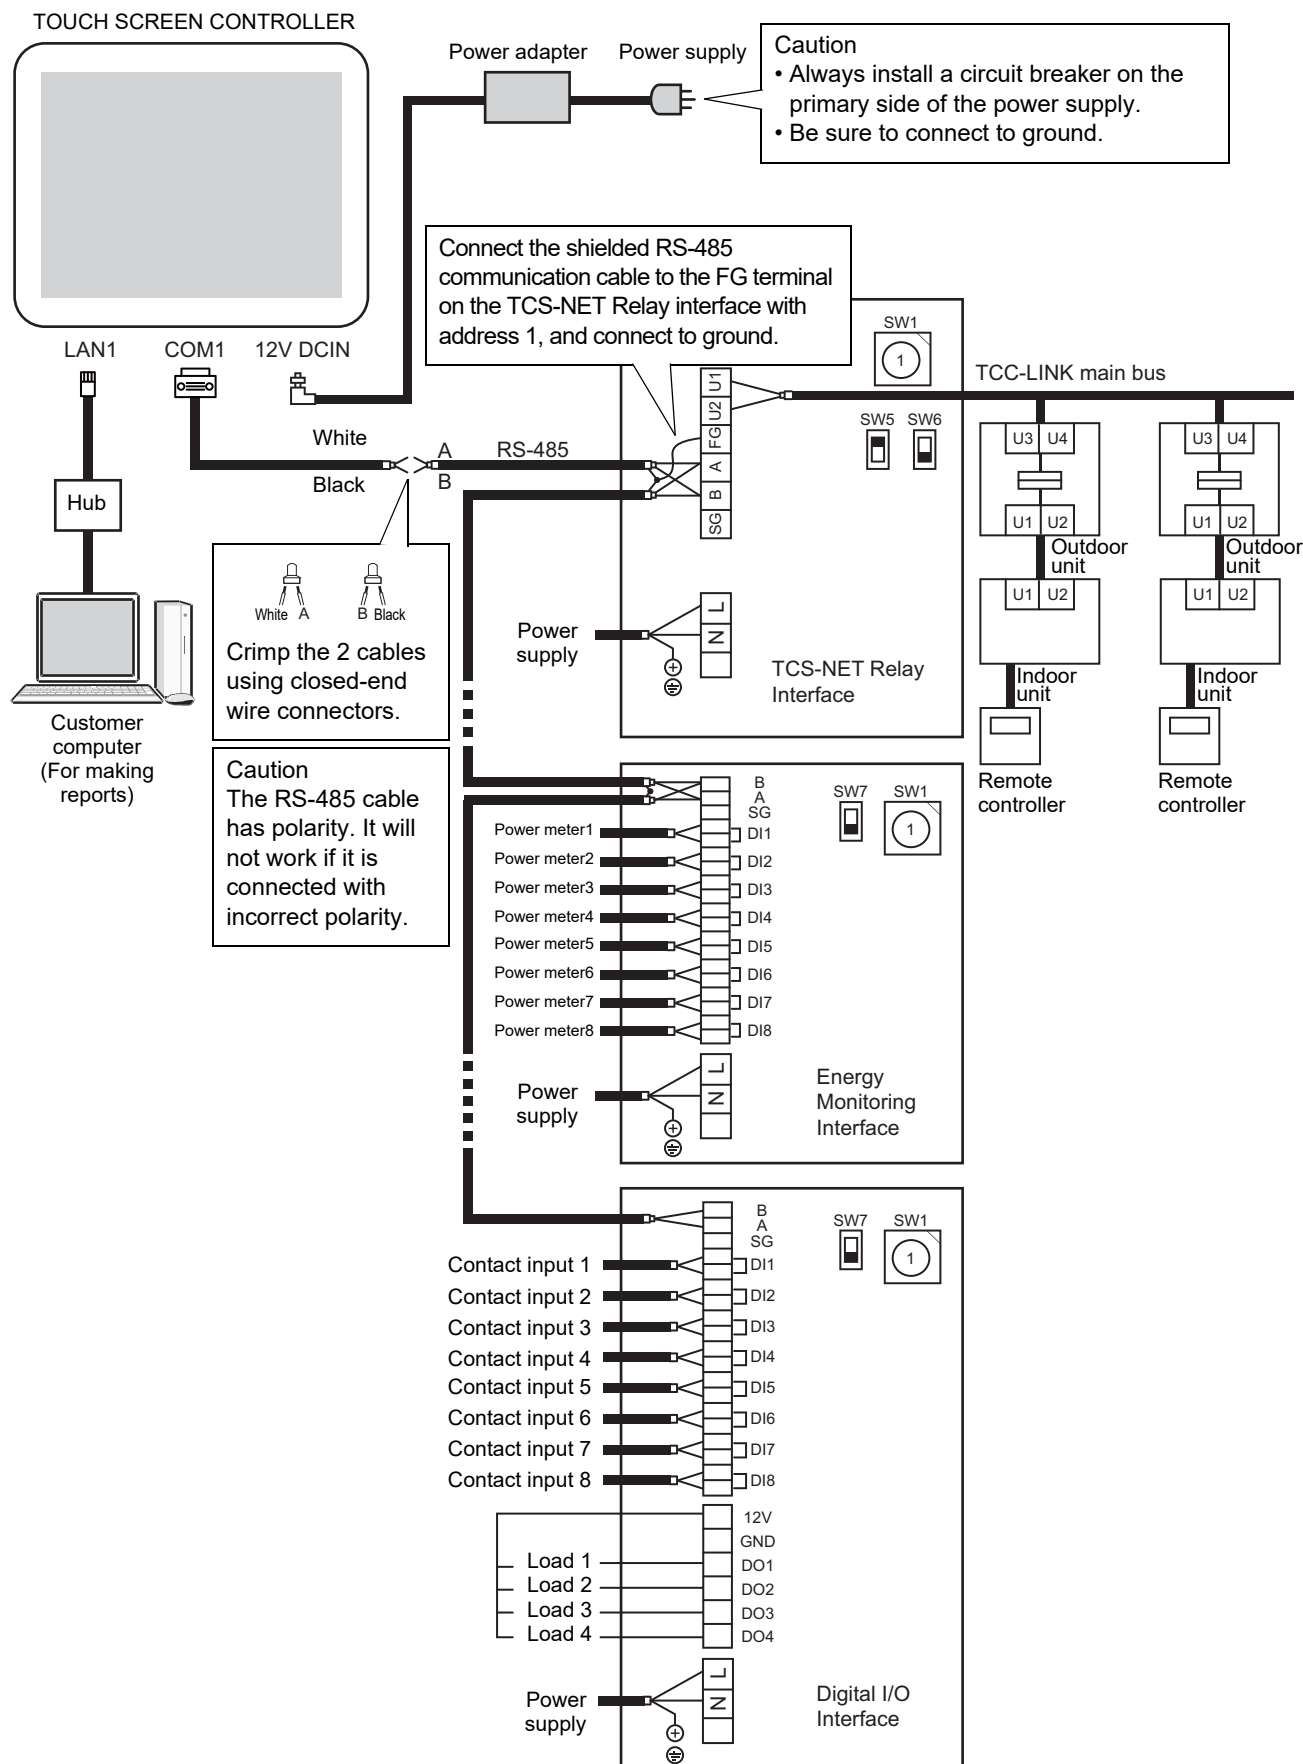 TOUCH SCREEN CONTROLLER
Power adapter
Power supply
Caution
• Always install a circuit breaker on the
primary side of the power supply.
• Be sure to connect to ground.
Connect the shielded RS-485
communication cable to the FG terminal
on the TCS-NET Relay interface with
address 1, and connect to ground.
LAN1
COM1
12V DCIN
White
Black
A
B
RS-485
Hub
White A
B Black
Crimp the 2 cables
using closed-end
wire connectors.
Customer
computer
(For making
reports)
Caution
The RS-485 cable
has polarity. It will
not work if it is
connected with
incorrect polarity.
SW1
1
SW5
SW6
U1
U2
FG
A
B
SG
Power
supply
L
N
TCS-NET Relay
Interface
TCC-LINK main bus
U3 U4
U1 U2
Outdoor
unit
U1 U2
Indoor
unit
Remote
controller
U3 U4
U1 U2
Outdoor
unit
U1 U2
Indoor
unit
Remote
controller
B
A
SG
SW7
SW1
1
Power meter1
DI1
Power meter2
DI2
Power meter3
DI3
Power meter4
DI4
Power meter5
DI5
Power meter6
DI6
Power meter7
DI7
Power meter8
DI8
Power
supply
L
N
Energy
Monitoring
Interface
B
A
SG
SW7
SW1
1
Contact input 1
DI1
Contact input 2
DI2
Contact input 3
DI3
Contact input 4
DI4
Contact input 5
DI5
Contact input 6
DI6
Contact input 7
DI7
Contact input 8
DI8
12V
GND
Load 1
DO1
Load 2
DO2
Load 3
DO3
Load 4
DO4
Power
supply
L
N
Digital I/O
Interface